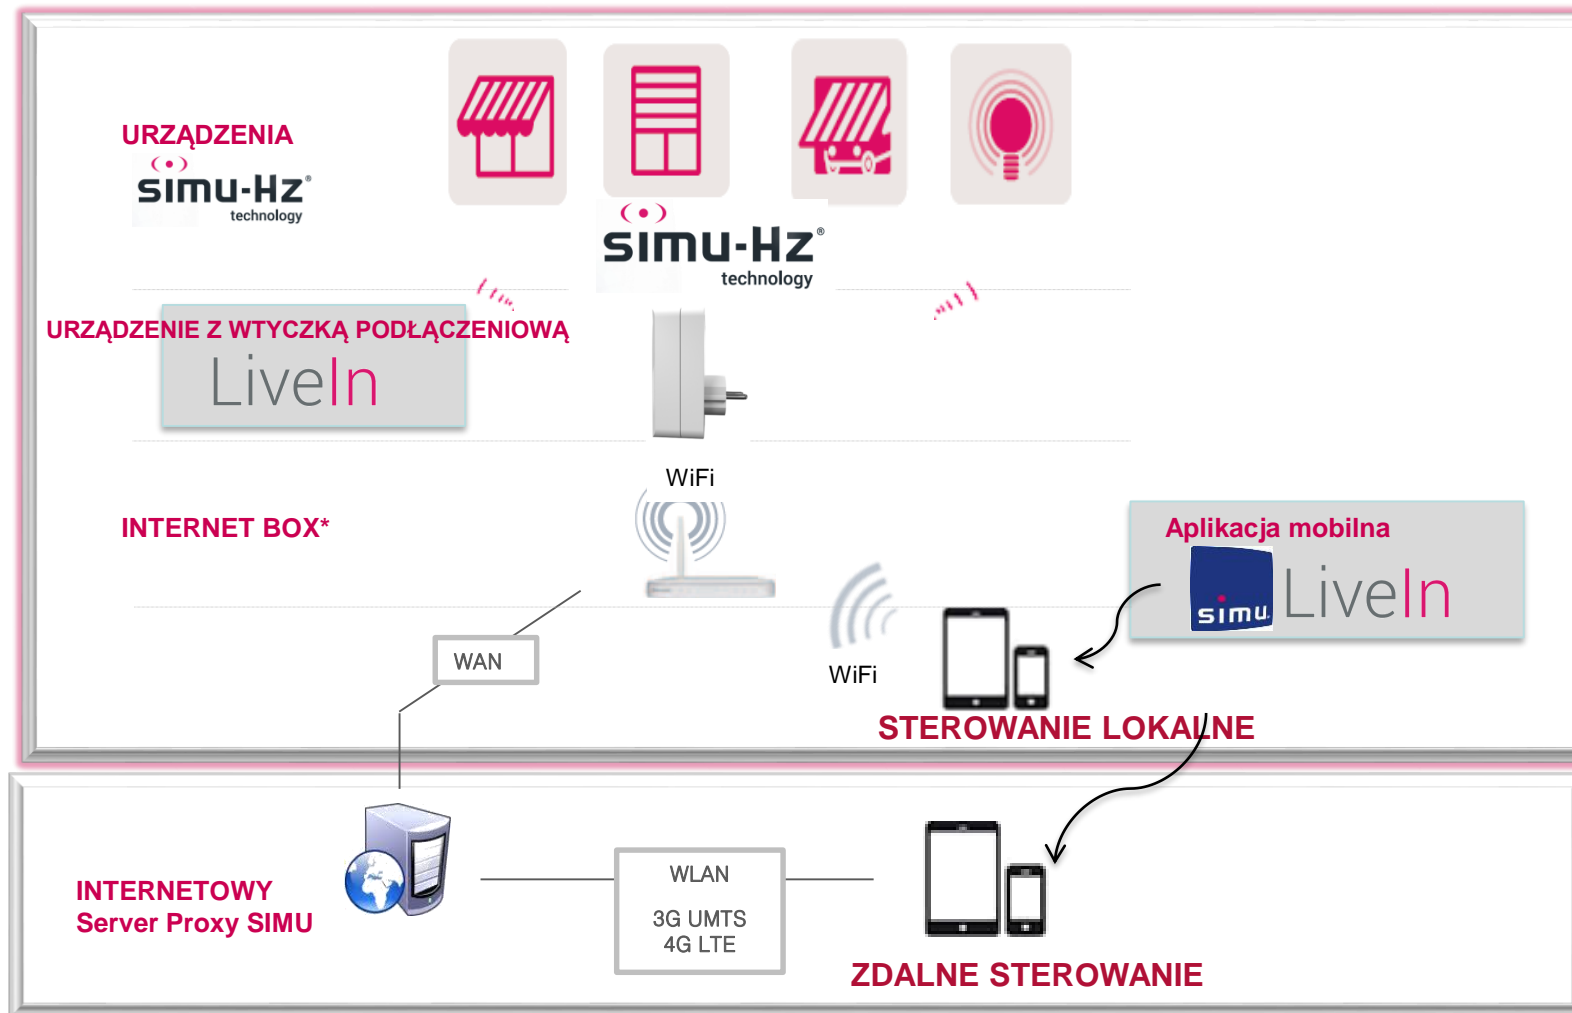 URZĄDZENIA
simu-Hz®
technology
simu-Hz®
technology
URZĄDZENIE Z WTYCZKĄ PODŁĄCZENIOWĄ
LiveIn
WiFi
INTERNET BOX*
Aplikacja mobilna
simu
LiveIn
WAN
WiFi
STEROWANIE LOKALNE
INTERNETOWY
Server Proxy SIMU
WLAN
3G UMTS
4G LTE
ZDALNE STEROWANIE